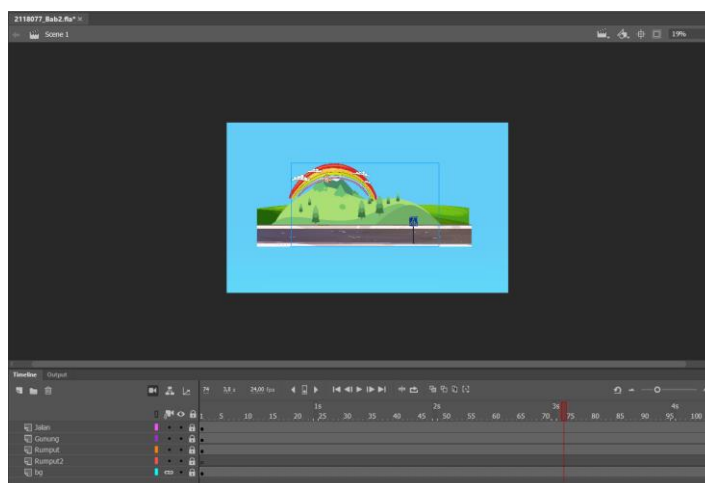 2118077_Bab2.fla* ×
Scene 1
19%
Timeline Output
74 3,8 s 24,00 fps
1s 2s 3s 4s
1 5 10 15 20 25 30 35 40 45 50 55 60 65 70 75 80 85 90 95 100
Jalan
Gunung
Rumput
Rumput2
bg